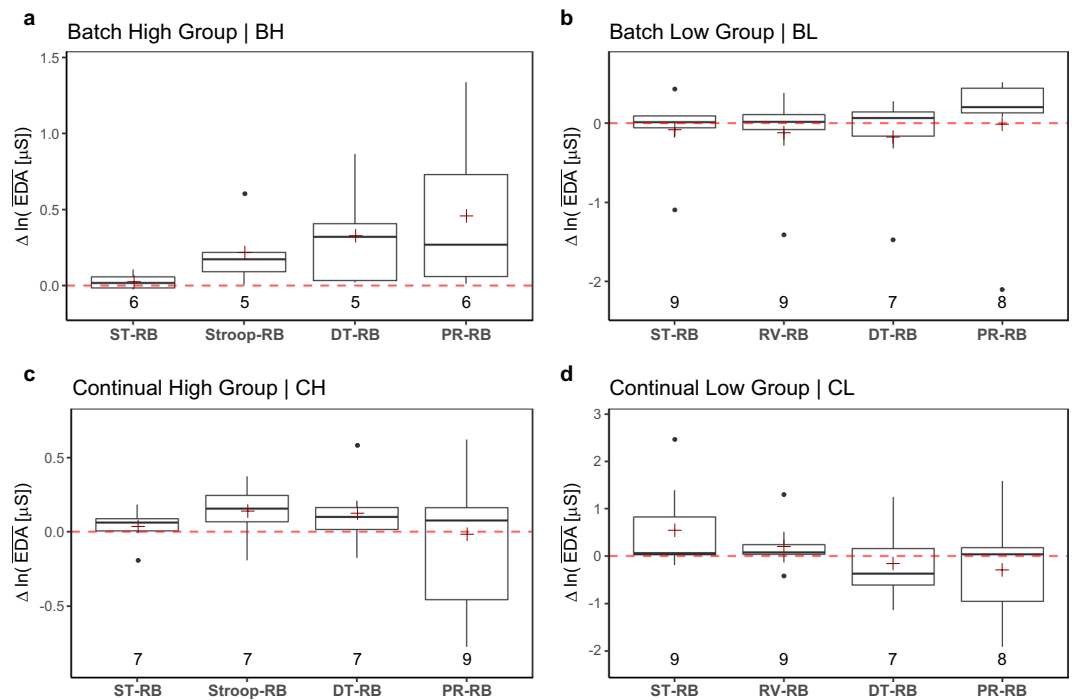 a
Batch High Group | BH
Δ ln( EDA [μS])
1.5
1.0
0.5
0.0
6 5 5 6
ST-RB Stroop-RB DT-RB PR-RB
b
Batch Low Group | BL
Δ ln( EDA [μS])
0
-1
-2
9 9 7 8
ST-RB RV-RB DT-RB PR-RB
c
Continual High Group | CH
Δ ln( EDA [μS])
0.5
0.0
-0.5
7 7 7 9
ST-RB Stroop-RB DT-RB PR-RB
d
Continual Low Group | CL
Δ ln( EDA [μS])
3
2
1
0
-1
-2
9 9 7 8
ST-RB RV-RB DT-RB PR-RB